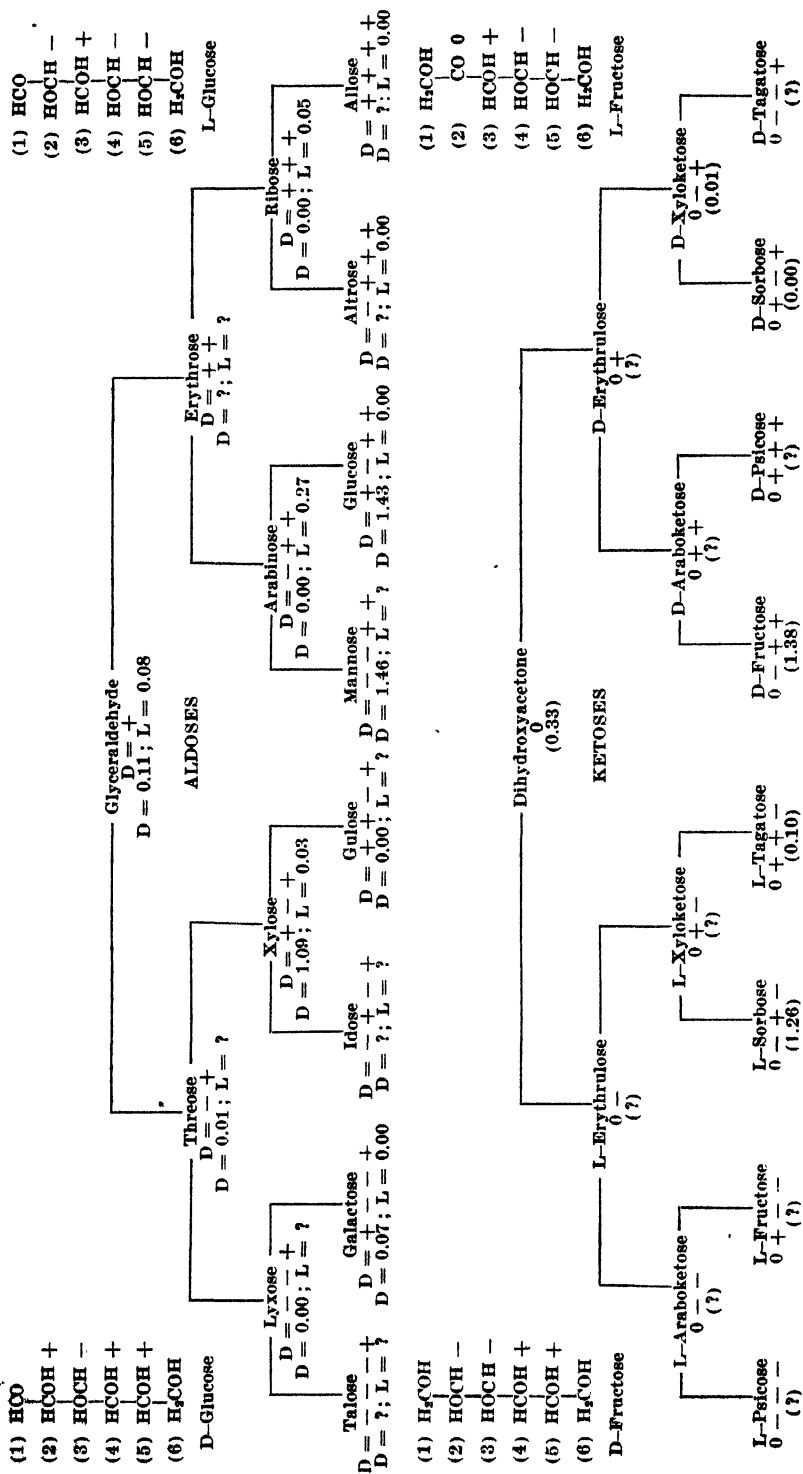 (1) HCO
(2) HCOH +
(3) HOCH −
(4) HCOH +
(5) HCOH +
(6) H₂COH
D–Glucose
Glyceraldehyde
D = +
D = 0.11; L = 0.08
ALDOSES
(1) HCO
(2) HOCH −
(3) HCOH +
(4) HOCH −
(5) HOCH −
(6) H₂COH
L–Glucose
Threose
D = − +
D = 0.01; L = ?
Erythrose
D = + +
D = ?; L = ?
Lyxose
D = − − +
D = 0.00; L = ?
Xylose
D = + − +
D = 1.09; L = 0.03
Arabinose
D = − + +
D = 0.00; L = 0.27
Ribose
D = + + +
D = 0.00; L = 0.05
Talose
D = − − − +
D = ?; L = ?
Galactose
D = + − − +
D = 0.07; L = 0.00
Idose
D = − + − +
D = ?; L = ?
Gulose
D = + + − +
D = 0.00; L = ?
Mannose
D = − − + +
D = 1.46; L = ?
Glucose
D = + − + +
D = 1.43; L = 0.00
Altrose
D = − + + +
D = ?; L = 0.00
Allose
D = + + + +
D = ?; L = 0.00
(1) H₂COH
(2) HOCH −
(3) HOCH −
(4) HCOH +
(5) HCOH +
(6) H₂COH
D–Fructose
Dihydroxyacetone
0
(0.33)
KETOSES
(1) H₂COH
(2) CO 0
(3) HCOH +
(4) HOCH −
(5) HOCH −
(6) H₂COH
L–Fructose
L–Erythrulose
0 −
(?)
D–Erythrulose
0 +
(?)
L–Araboketose
0 − −
(?)
L–Xyloketose
0 + −
(?)
D–Araboketose
0 + +
(?)
D–Xyloketose
0 − +
(0.01)
L–Psicose
0 − − −
(?)
L–Fructose
0 + − −
(?)
L–Sorbose
0 − + −
(1.26)
L–Tagatose
0 + + −
(0.10)
D–Fructose
0 − + +
(1.38)
D–Psicose
0 + + +
(?)
D–Sorbose
0 + − +
(0.00)
D–Tagatose
0 − − +
(?)